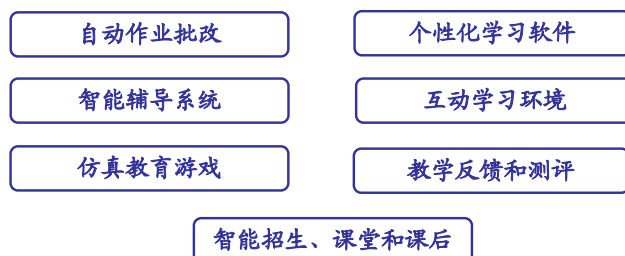 自动作业批改
个性化学习软件
智能辅导系统
互动学习环境
仿真教育游戏
教学反馈和测评
智能招生、课堂和课后